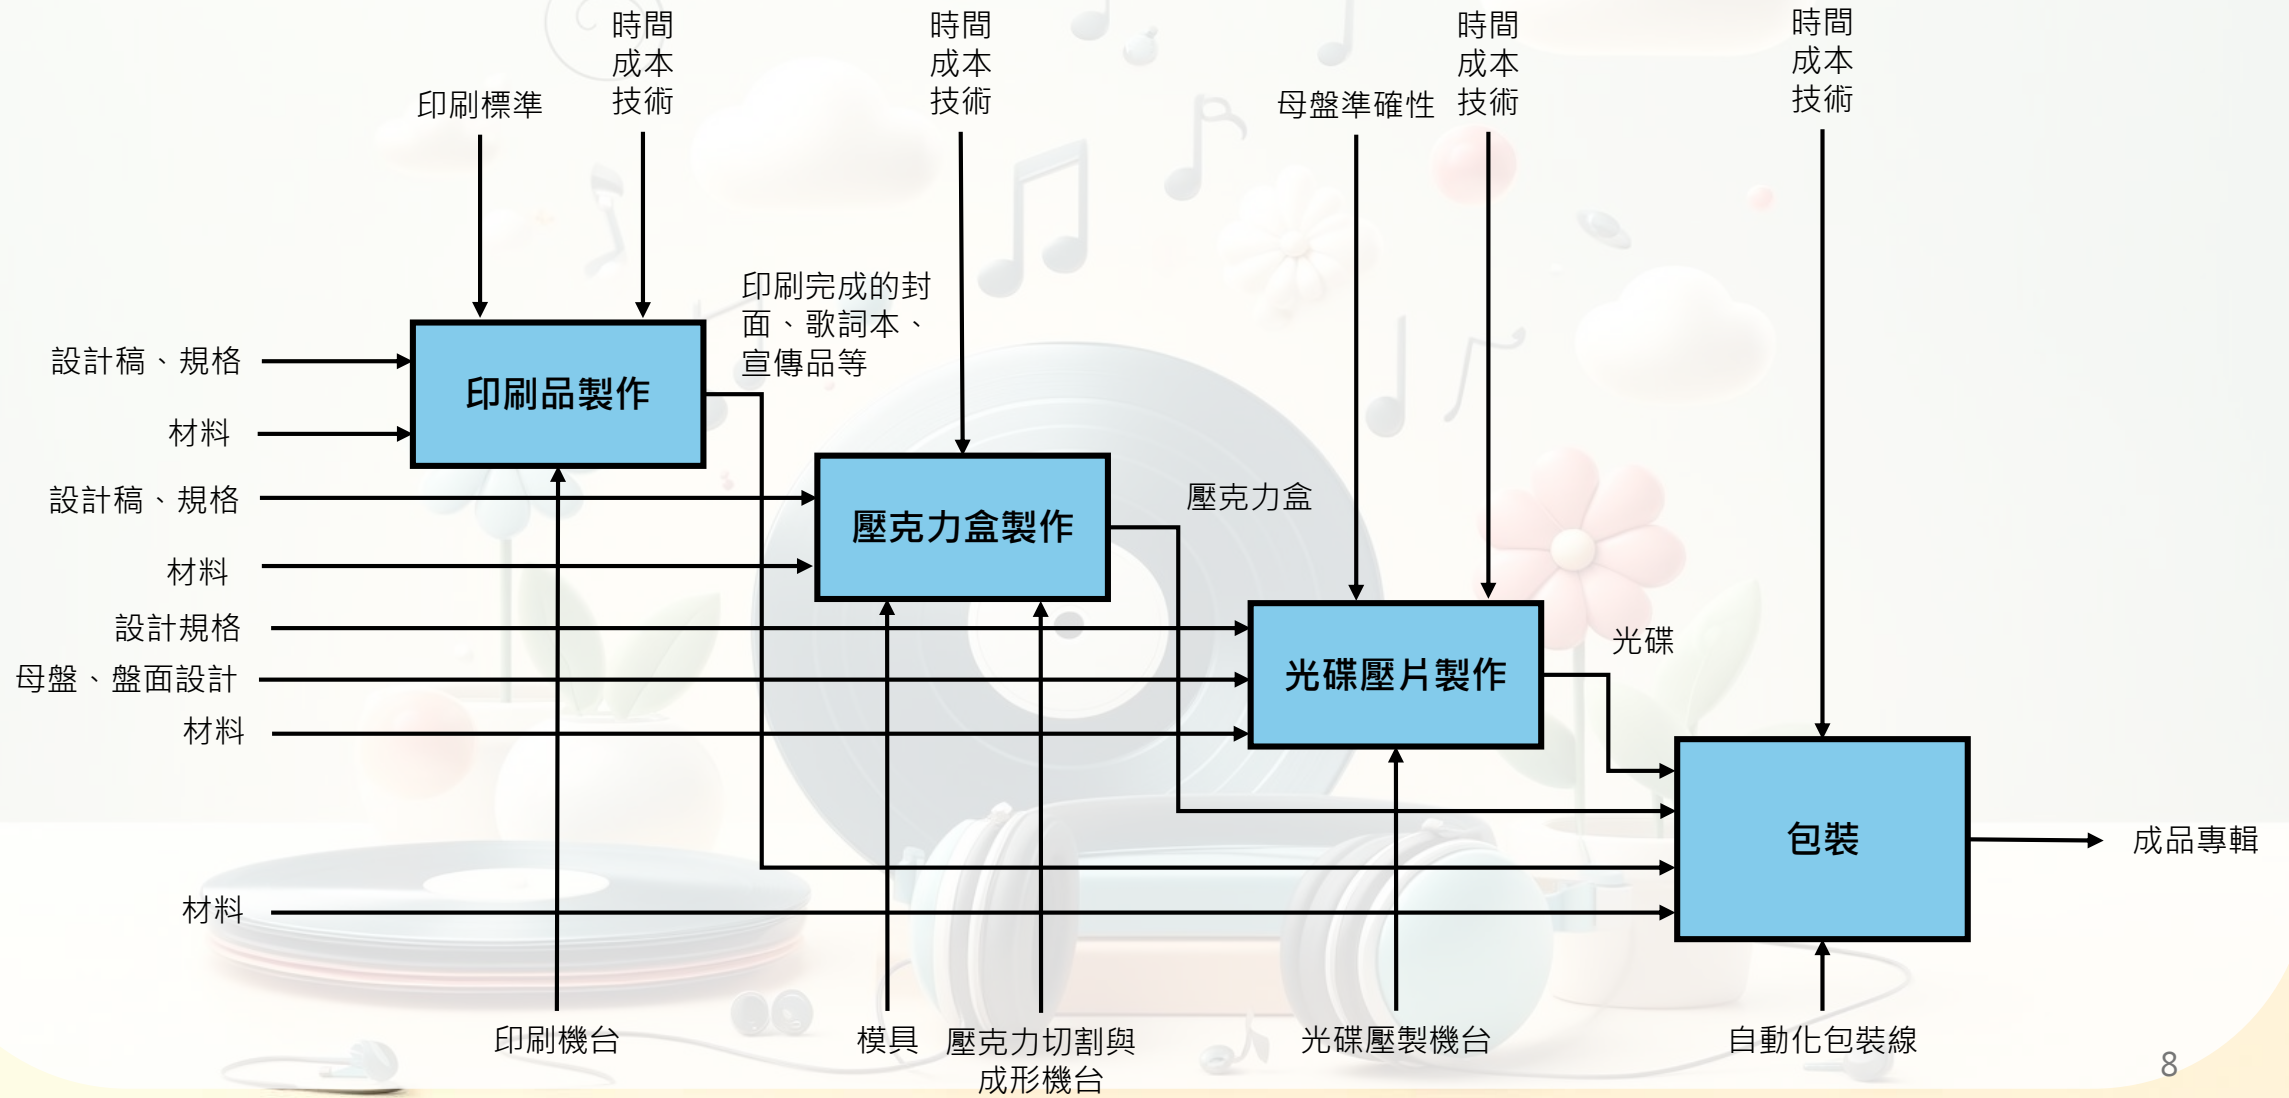 時間
成本
技術
時間
成本
技術
時間
成本
技術
時間
成本
技術
印刷標準
母盤準確性
印刷完成的封
面、歌詞本、
宣傳品等
設計稿、規格
印刷品製作
材料
設計稿、規格
壓克力盒製作
壓克力盒
材料
設計規格
光碟
母盤、盤面設計
光碟壓片製作
材料
包裝
成品專輯
材料
印刷機台
模具
壓克力切割與
成形機台
光碟壓製機台
自動化包裝線
8